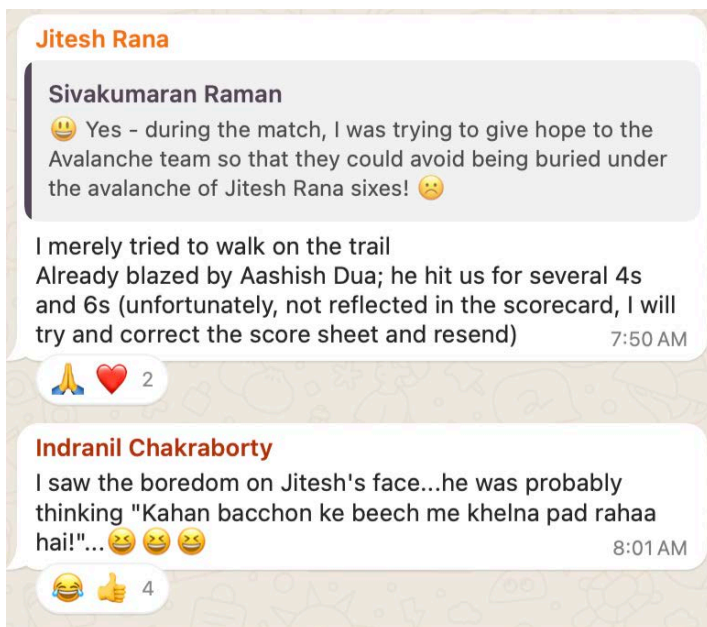 Jitesh Rana
Sivakumaran Raman
😃 Yes - during the match, I was trying to give hope to the
Avalanche team so that they could avoid being buried under
the avalanche of Jitesh Rana sixes! ☹️
I merely tried to walk on the trail
Already blazed by Aashish Dua; he hit us for several 4s
and 6s (unfortunately, not reflected in the scorecard, I will
try and correct the score sheet and resend)
7:50 AM
🙏 ❤️ 2
Indranil Chakraborty
I saw the boredom on Jitesh's face...he was probably
thinking "Kahan bacchon ke beech me khelna pad rahaa
hai!"...😆 😆 😆
8:01 AM
😂 👍 4